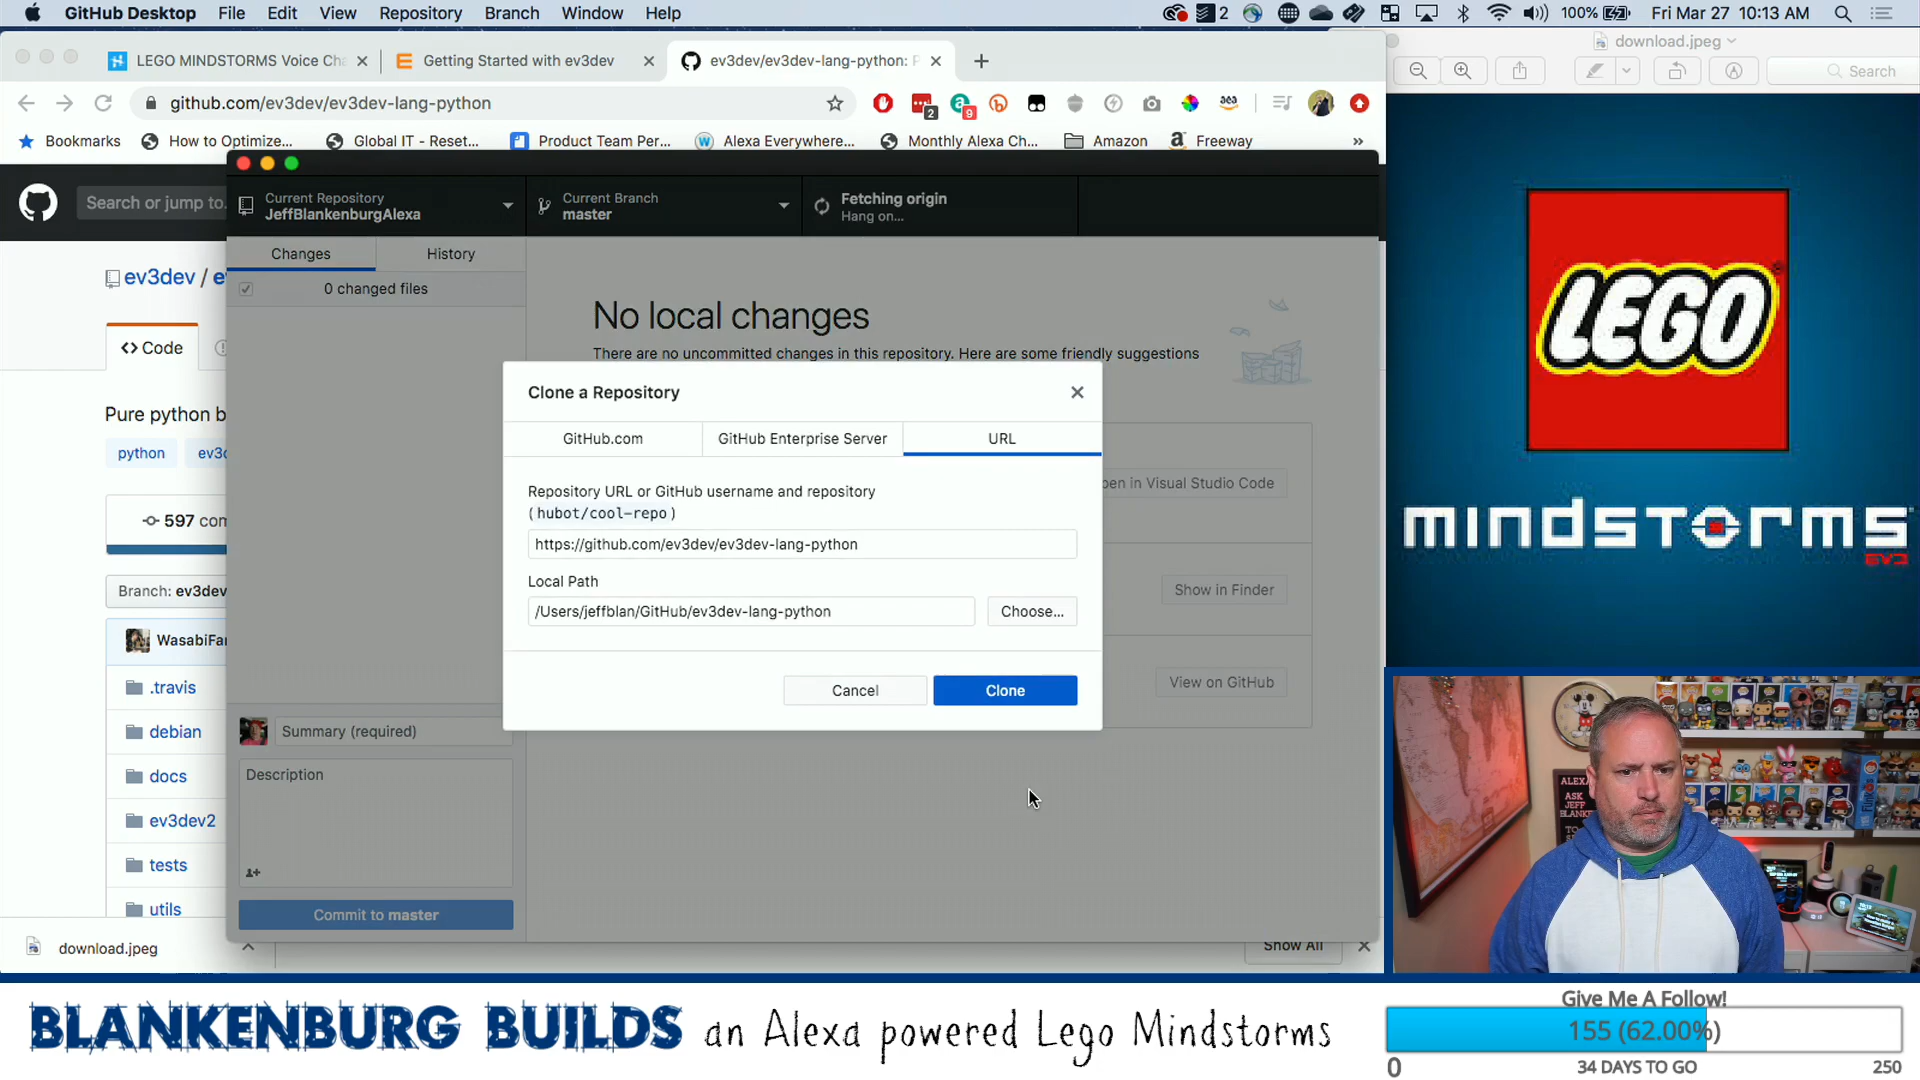 GitHub Desktop File Edit View Repository Branch Window Help
2 100% Fri Mar 27 10:13 AM
LEGO MINDSTORMS Voice Ch
Getting Started with ev3dev
ev3dev/ev3dev-lang-python: P
download.jpeg
github.com/ev3dev/ev3dev-lang-python
2
9
Search
Bookmarks
How to Optimize...
Global IT - Reset...
Product Team Per...
Alexa Everywhere...
Monthly Alexa Ch...
Amazon
Freeway
»
Search or jump to.
Current Repository
JeffBlankenburgAlexa
Current Branch
master
Fetching origin
Hang on...
Changes
History
0 changed files
ev3dev /
Code
Pure python b
python
597 com
Branch: ev3dev
WasabiFa
.travis
debian
docs
ev3dev2
tests
utils
No local changes
There are no uncommitted changes in this repository. Here are some friendly suggestions
pen in Visual Studio Code
Show in Finder
View on GitHub
Clone a Repository
GitHub.com
GitHub Enterprise Server
URL
Repository URL or GitHub username and repository
(hubot/cool-repo)
https://github.com/ev3dev/ev3dev-lang-python
Local Path
/Users/jeffblan/GitHub/ev3dev-lang-python
Choose...
Cancel
Clone
Summary (required)
Description
Commit to master
download.jpeg
Show All
LEGO
mindstorms
EV3
ALEXA
ASK
JEFF
BLANKENBURG BUILDS an Alexa powered Lego Mindstorms
Give Me A Follow!
155 (62.00%)
0
34 DAYS TO GO
250